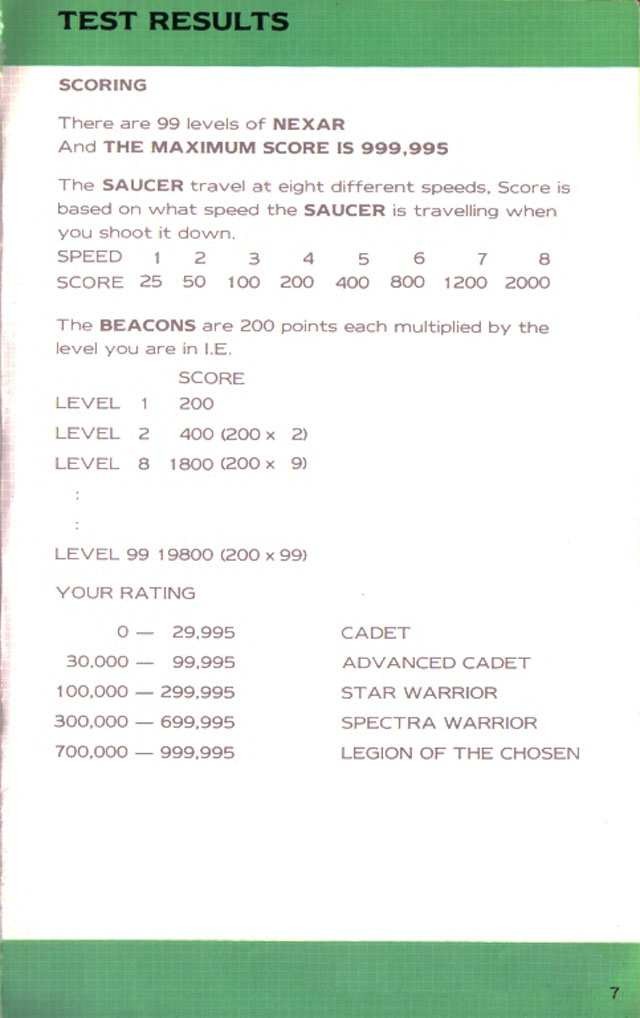 TEST RESULTS
SCORING
There are 99 levels of NEXAR
And THE MAXIMUM SCORE IS 999,995
The SAUCER travel at eight different speeds, Score is
based on what speed the SAUCER is travelling when
you shoot it down.
SPEED 1 2 3 4 5 6 7 8
SCORE 25 50 100 200 400 800 1200 2000
The BEACONS are 200 points each multiplied by the
level you are in I.E.
SCORE
LEVEL 1 200
LEVEL 2 400 (200 x 2)
LEVEL 8 1800 (200 x 9)
:
:
LEVEL 99 19800 (200 x 99)
YOUR RATING
0 — 29,995 CADET
30,000 — 99,995 ADVANCED CADET
100,000 — 299,995 STAR WARRIOR
300,000 — 699,995 SPECTRA WARRIOR
700,000 — 999,995 LEGION OF THE CHOSEN
7